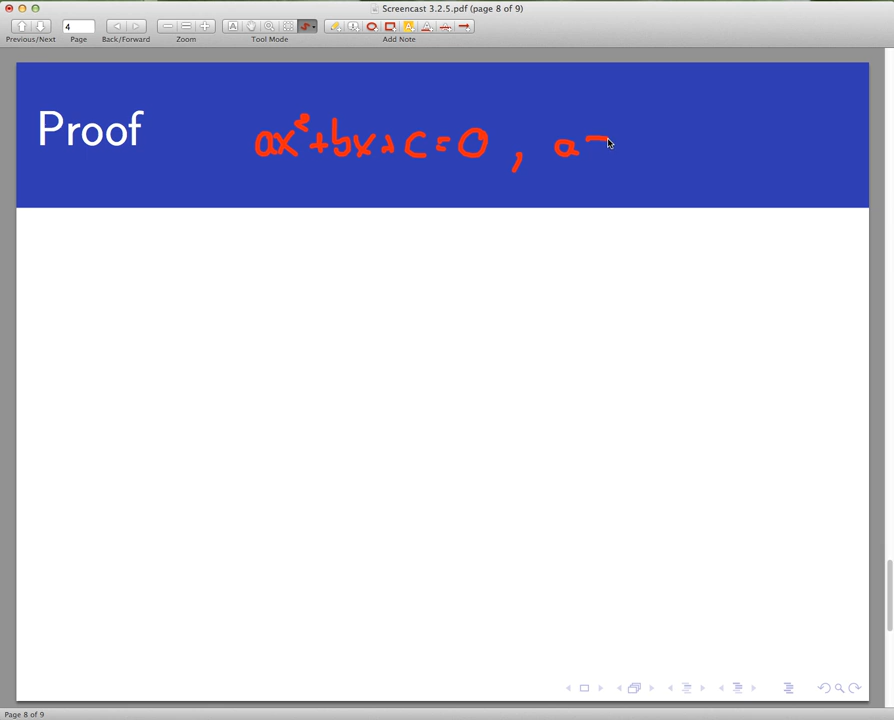 Screencast 3.2.5.pdf (page 8 of 9)
4
Previous/Next Page Back/Forward Zoom Tool Mode Add Note
Proof ax²+bx+c=0 , a
Page 8 of 9